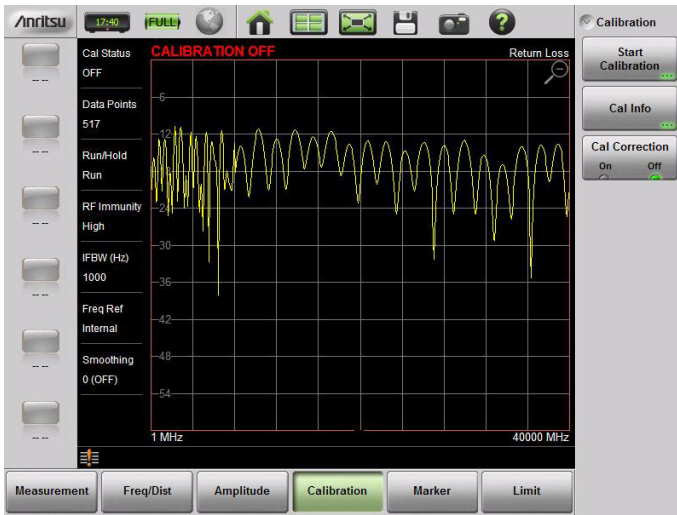 Anritsu
17:40
FULL
?
Calibration
Cal Status
OFF
CALIBRATION OFF
Return Loss
Start
Calibration
Data Points
517
Cal Info
Run/Hold
Run
Cal Correction
On Off
RF Immunity
High
IFBW (Hz)
1000
Freq Ref
Internal
Smoothing
0 (OFF)
-6
-12
-24
-30
-36
-42
-48
-54
1 MHz
40000 MHz
-- --
-- --
-- --
-- --
-- --
-- --
Measurement
Freq/Dist
Amplitude
Calibration
Marker
Limit